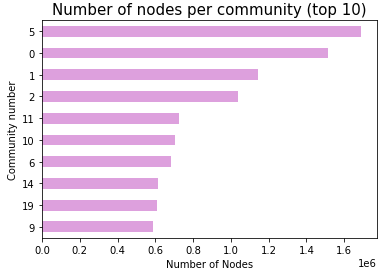 Number of nodes per community (top 10)
Community number
5
0
1
2
11
10
6
14
19
9
0.0 0.2 0.4 0.6 0.8 1.0 1.2 1.4 1.6
1e6
Number of Nodes